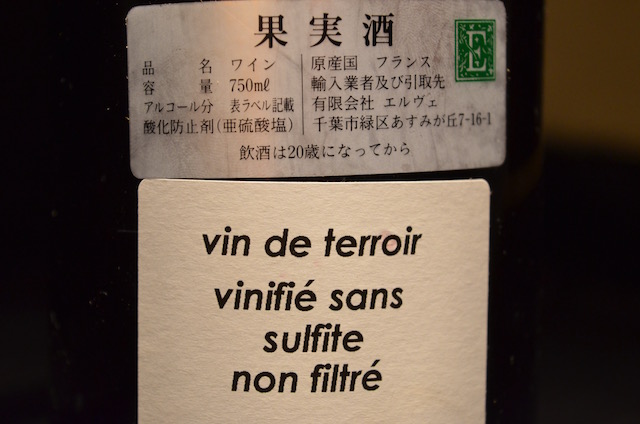 果実酒
品名 ワイン
容量 750mℓ
アルコール分 表ラベル記載
酸化防止剤(亜硫酸塩)
原産国 フランス
輸入業者及び引取先
有限会社 エルヴェ
千葉市緑区あすみが丘7-16-1
E
飲酒は20歳になってから
vin de terroir
vinifié sans
sulfite
non filtré